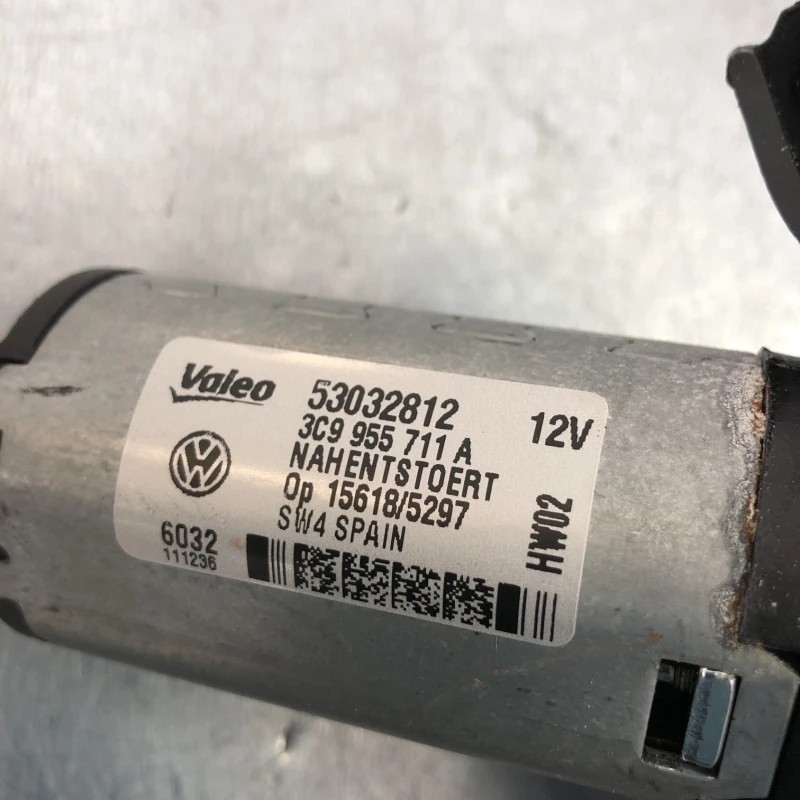 Valeo
53032812
12V
3C9 955 711 A
NAHENTSTOERT
Op 15618/5297
SW4 SPAIN
HW02
6032
111236